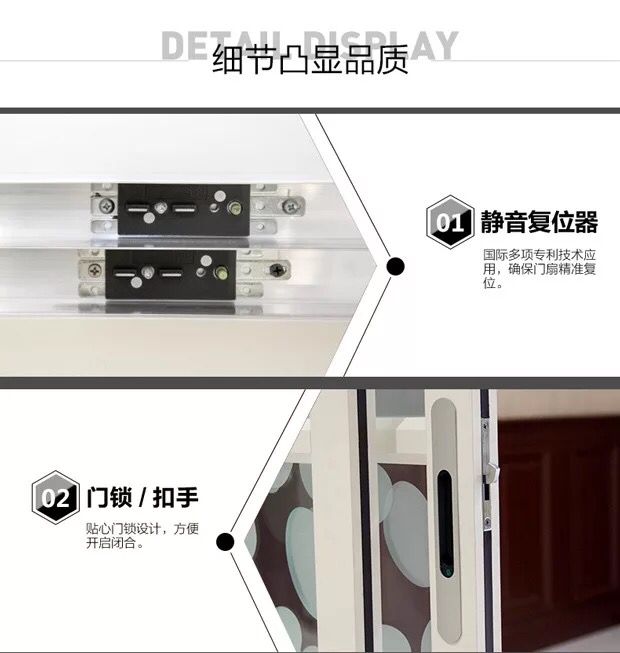 DETAIL DISPLAY
细节凸显品质
01 静音复位器
国际多项专利技术应
用，确保门扇精准复
位。
02 门锁 / 扣手
贴心门锁设计，方便
开启闭合。